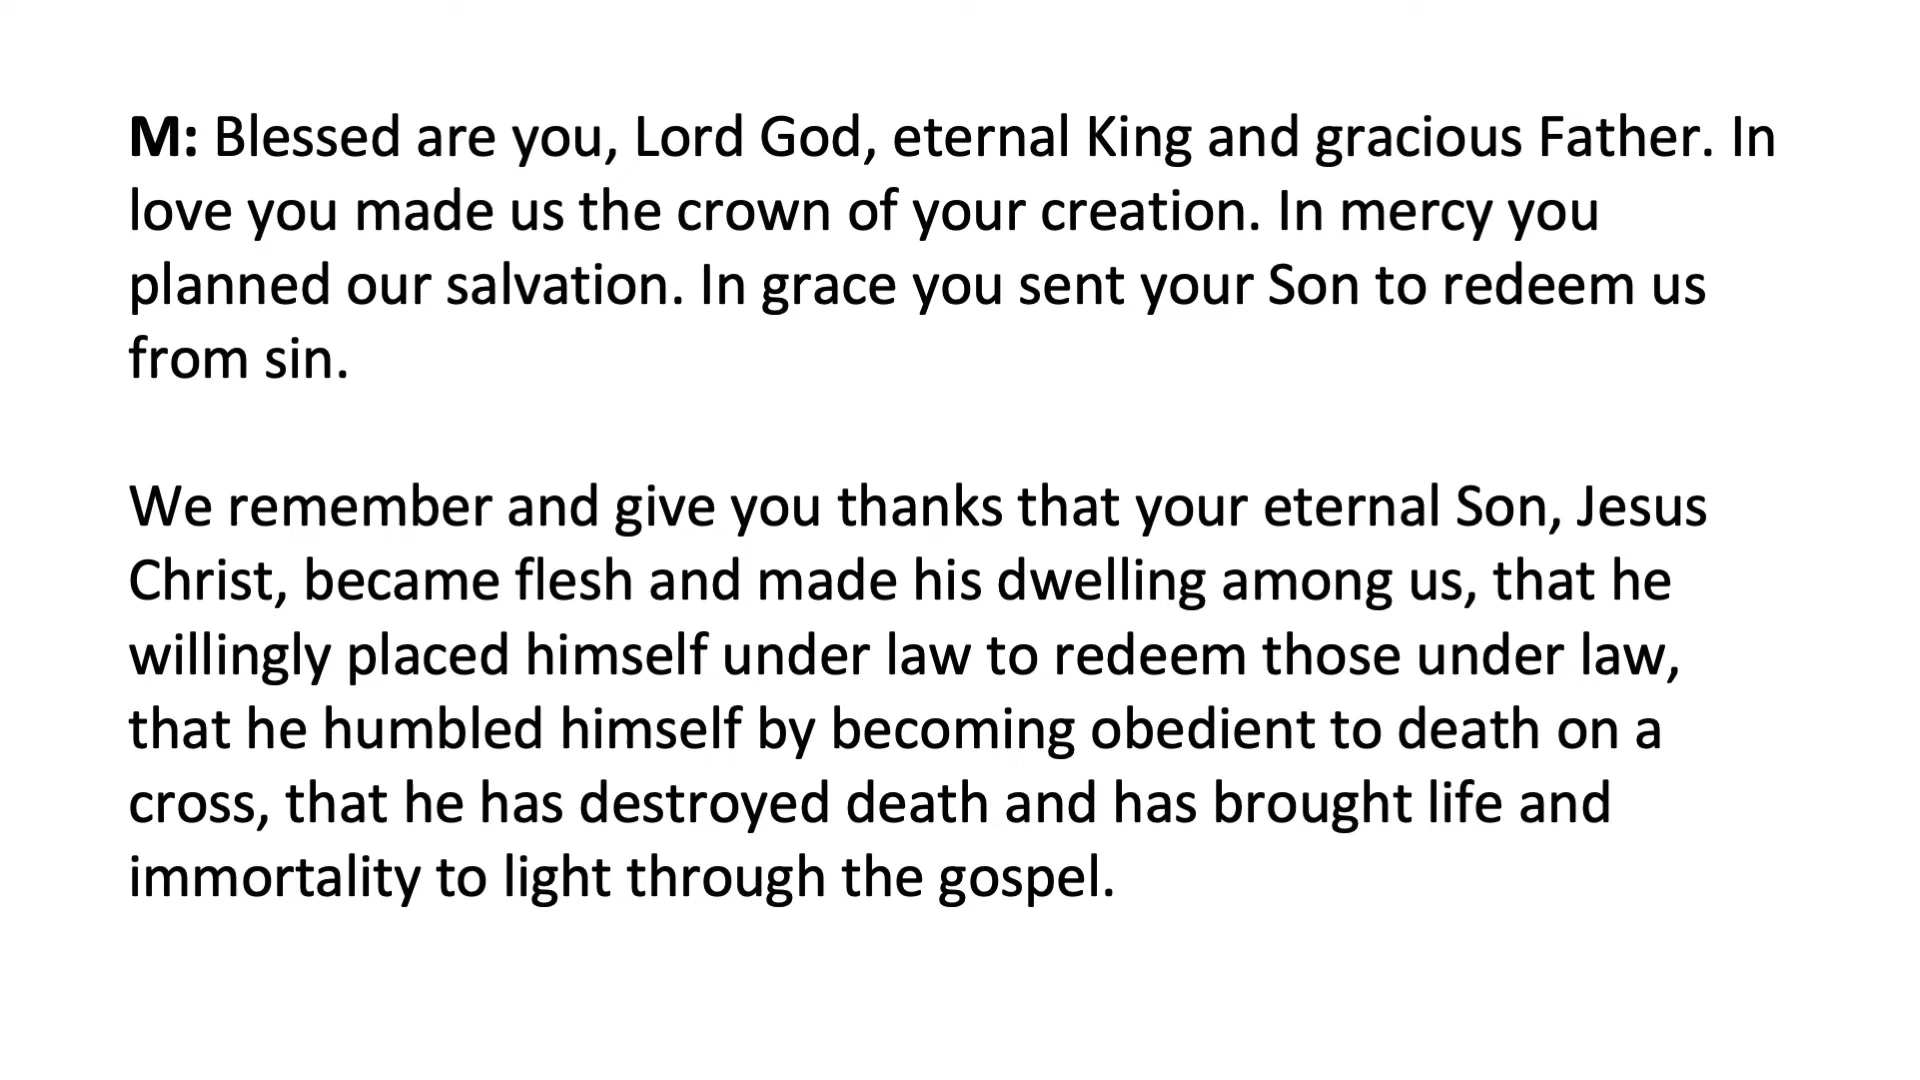 M: Blessed are you, Lord God, eternal King and gracious Father. In
love you made us the crown of your creation. In mercy you
planned our salvation. In grace you sent your Son to redeem us
from sin.
We remember and give you thanks that your eternal Son, Jesus
Christ, became flesh and made his dwelling among us, that he
willingly placed himself under law to redeem those under law,
that he humbled himself by becoming obedient to death on a
cross, that he has destroyed death and has brought life and
immortality to light through the gospel.